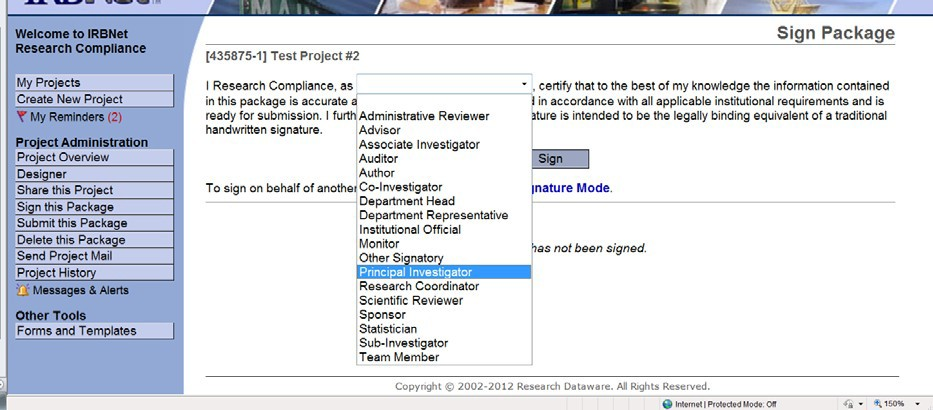 IRBNet
Sign Package
Welcome to IRBNet
Research Compliance
My Projects
Create New Project
My Reminders (2)
Project Administration
Project Overview
Designer
Share this Project
Sign this Package
Submit this Package
Delete this Package
Send Project Mail
Project History
Messages & Alerts
Other Tools
Forms and Templates
[435875-1] Test Project #2
I Research Compliance, as , certify that to the best of my knowledge the information contained
in this package is accurate a d in accordance with all applicable institutional requirements and is
ready for submission. I furth ature is intended to be the legally binding equivalent of a traditional
handwritten signature.
Administrative Reviewer
Advisor
Associate Investigator
Auditor
Author
Co-Investigator
Department Head
Department Representative
Institutional Official
Monitor
Other Signatory
Principal Investigator
Research Coordinator
Scientific Reviewer
Sponsor
Statistician
Sub-Investigator
Team Member
Sign
To sign on behalf of another gnature Mode.
has not been signed.
Copyright © 2002-2012 Research Dataware. All Rights Reserved.
Internet | Protected Mode: Off
150%